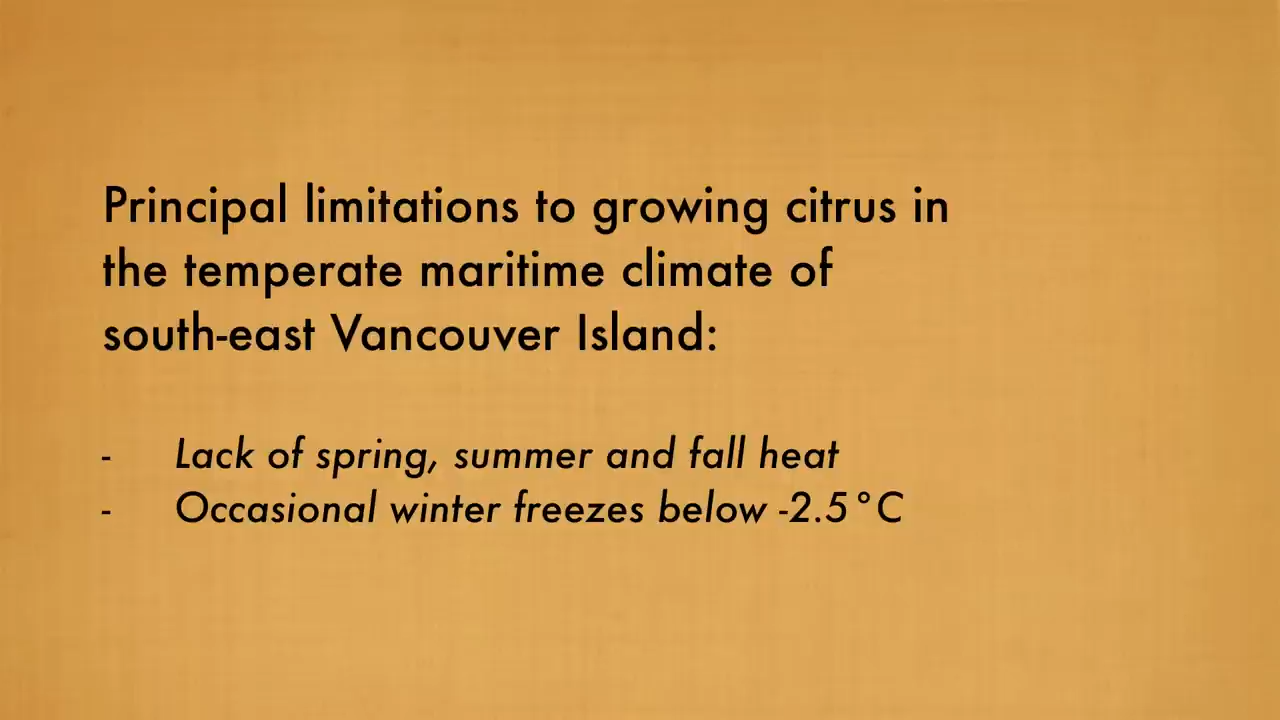 Principal limitations to growing citrus in
the temperate maritime climate of
south-east Vancouver Island:
- Lack of spring, summer and fall heat
- Occasional winter freezes below -2.5°C